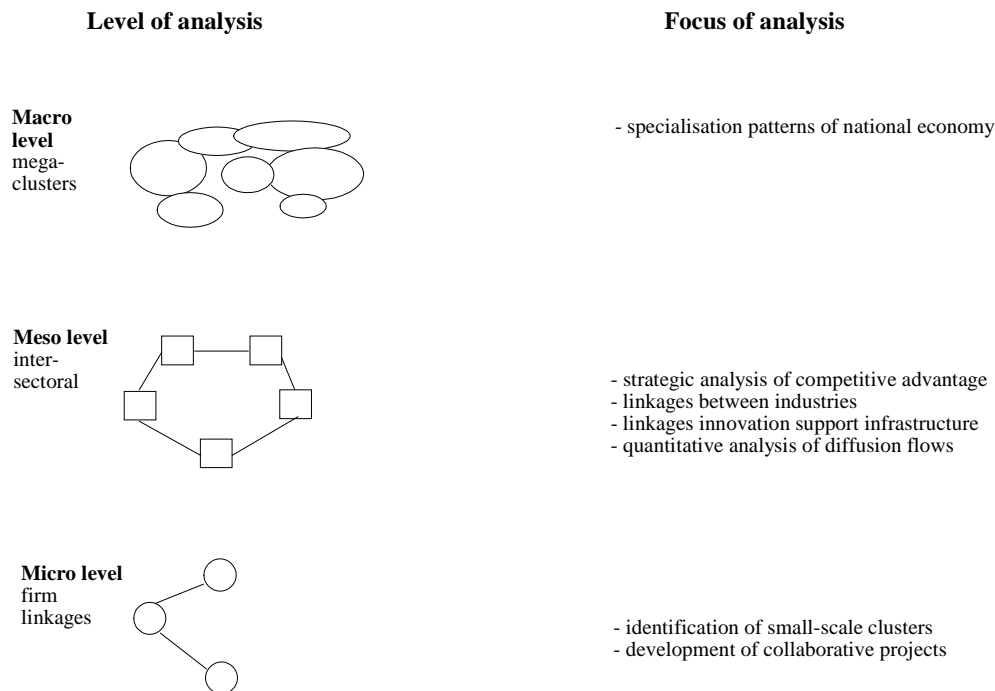 Level of analysis
Focus of analysis
Macro
level
mega-
clusters
- specialisation patterns of national economy
Meso level
inter-
sectoral
- strategic analysis of competitive advantage
- linkages between industries
- linkages innovation support infrastructure
- quantitative analysis of diffusion flows
Micro level
firm
linkages
- identification of small-scale clusters
- development of collaborative projects